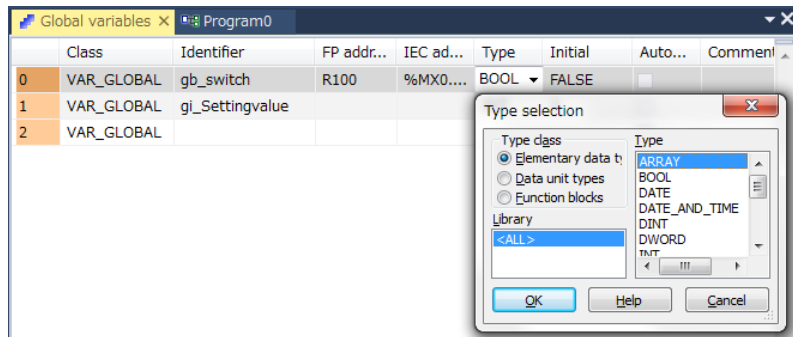 Global variables Program0
Class Identifier FP addr... IEC ad... Type Initial Auto... Comment
0 VAR_GLOBAL gb_switch R100 %MX0.... BOOL FALSE
1 VAR_GLOBAL gi_Settingvalue
2 VAR_GLOBAL
Type selection
Type class
Elementary data ty
Data unit types
Function blocks
Library
<ALL>
Type
ARRAY
BOOL
DATE
DATE_AND_TIME
DINT
DWORD
INT
OK Help Cancel